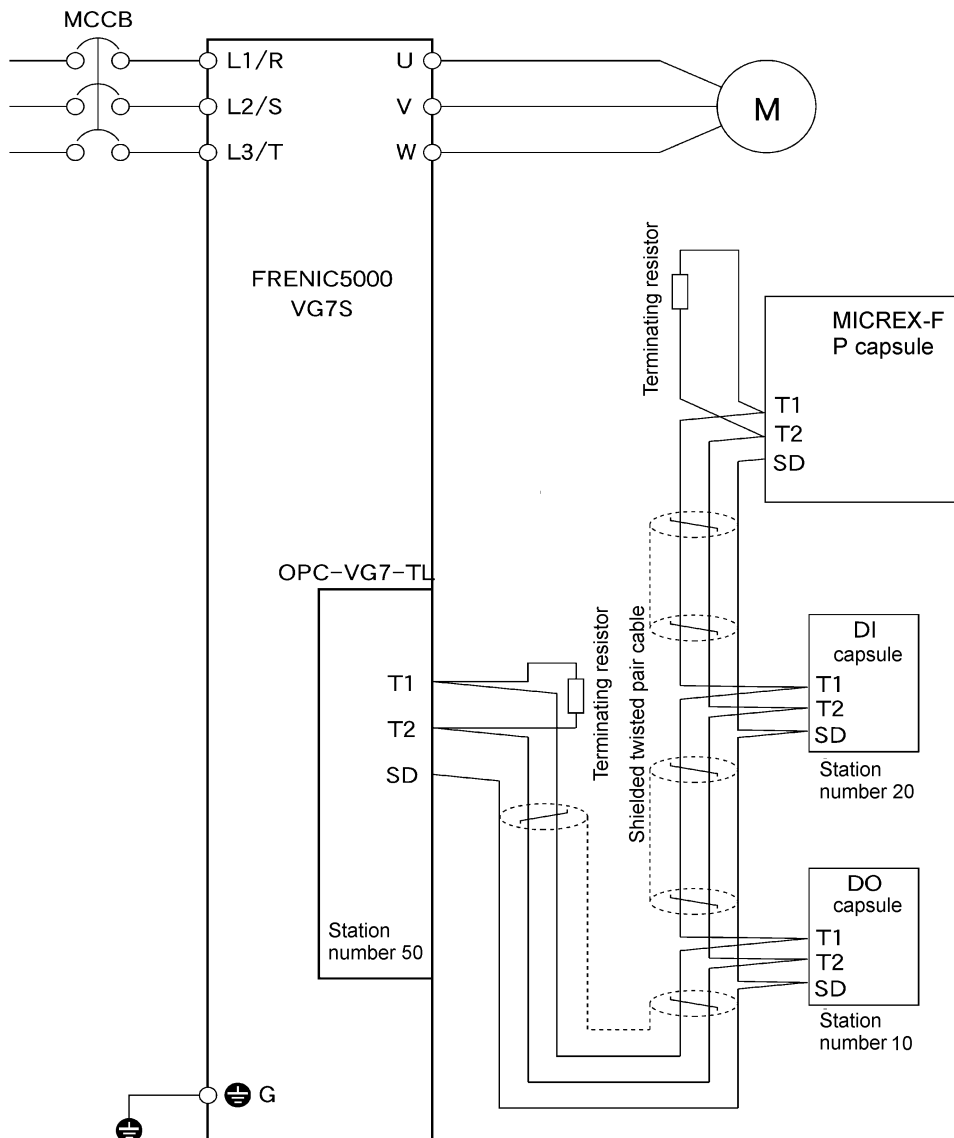 MCCB
L1/R
U
L2/S
V
M
L3/T
W
FRENIC5000
VG7S
Terminating resistor
MICREX-F
P capsule
T1
T2
SD
OPC-VG7-TL
T1
T2
SD
Station
number 50
Terminating resistor
Shielded twisted pair cable
DI
capsule
T1
T2
SD
Station
number 20
DO
capsule
T1
T2
SD
Station
number 10
G